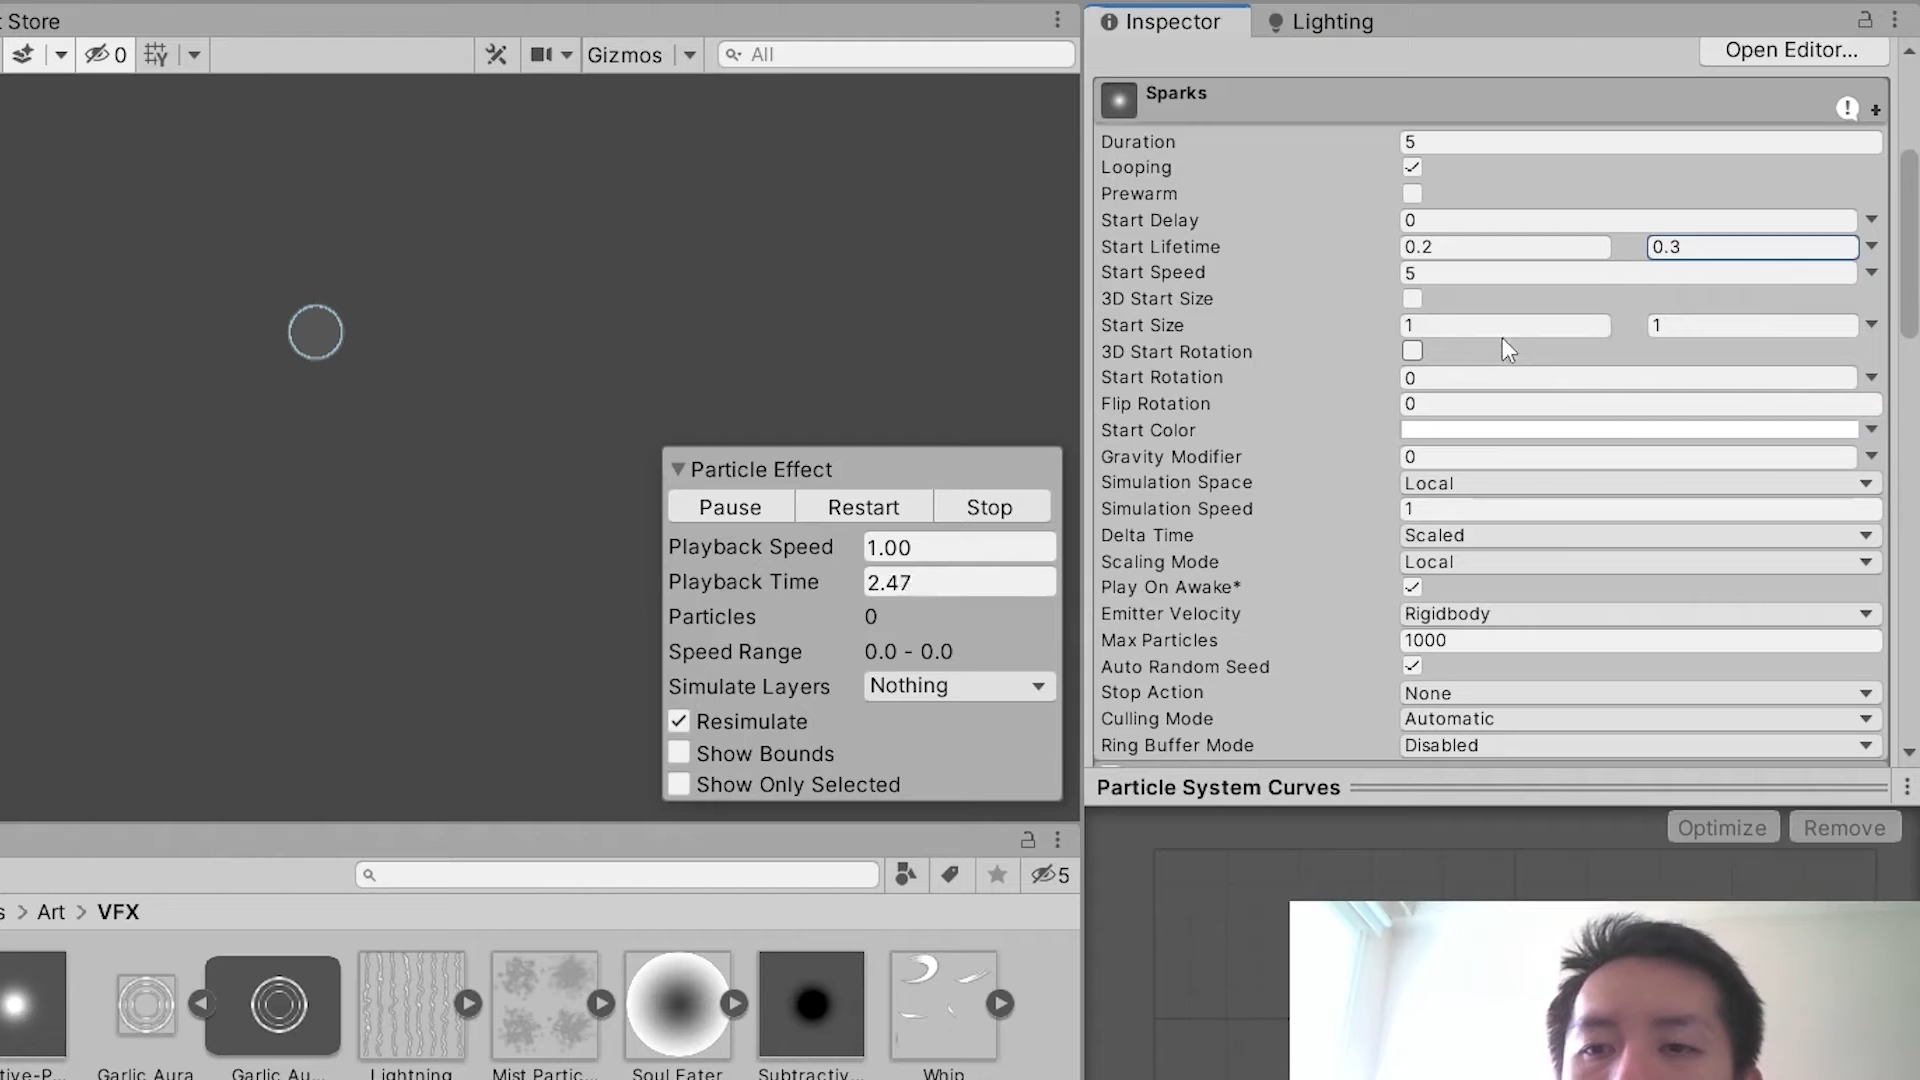 t Store
Inspector
Lighting
0
Gizmos
All
Open Editor...
Sparks
Duration 5
Looping
Prewarm
Start Delay 0
Start Lifetime 0.2 0.3
Start Speed 5
3D Start Size
Start Size 1 1
3D Start Rotation
Start Rotation 0
Flip Rotation 0
Start Color
Gravity Modifier 0
Simulation Space Local
Simulation Speed 1
Delta Time Scaled
Scaling Mode Local
Play On Awake*
Emitter Velocity Rigidbody
Max Particles 1000
Auto Random Seed
Stop Action None
Culling Mode Automatic
Ring Buffer Mode Disabled
Particle Effect
Pause Restart Stop
Playback Speed 1.00
Playback Time 2.47
Particles 0
Speed Range 0.0 - 0.0
Simulate Layers Nothing
Resimulate
Show Bounds
Show Only Selected
Particle System Curves
Optimize Remove
5
s > Art > VFX
tive-P... Garlic Aura Garlic Au... Lightning Mist Partic... Soul Eater Subtractiv... Whip